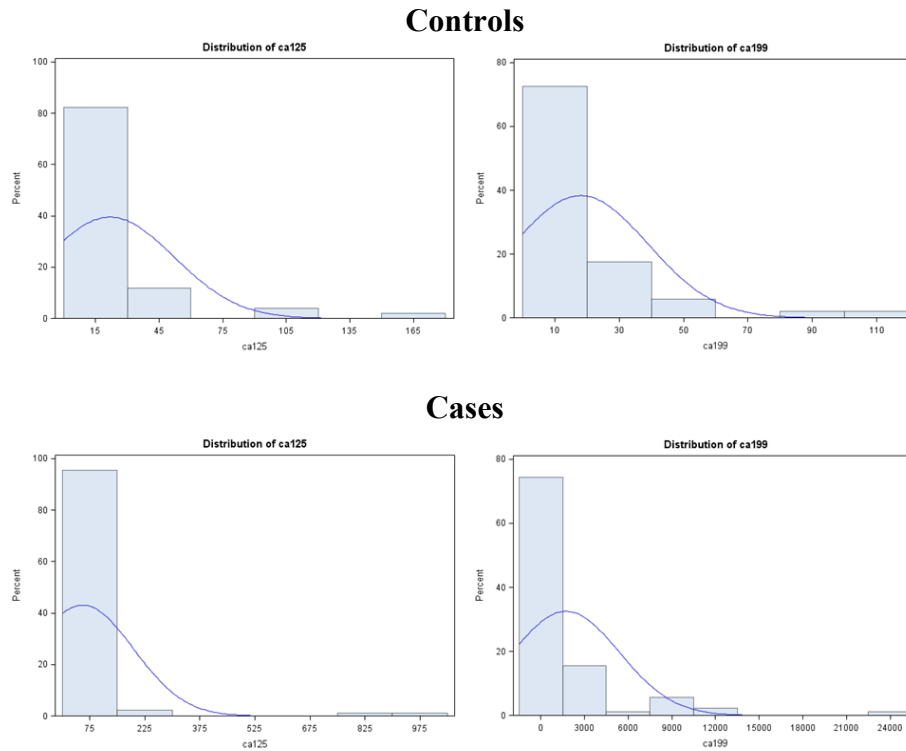 Controls
Distribution of ca125
100
80
60
40
20
0
Percent
15 45 75 105 135 165
ca125
Distribution of ca199
80
60
40
20
0
Percent
10 30 50 70 90 110
ca199
Cases
Distribution of ca125
100
80
60
40
20
0
Percent
75 225 375 525 675 825 975
ca125
Distribution of ca199
80
60
40
20
0
Percent
0 3000 6000 9000 12000 15000 18000 21000 24000
ca199